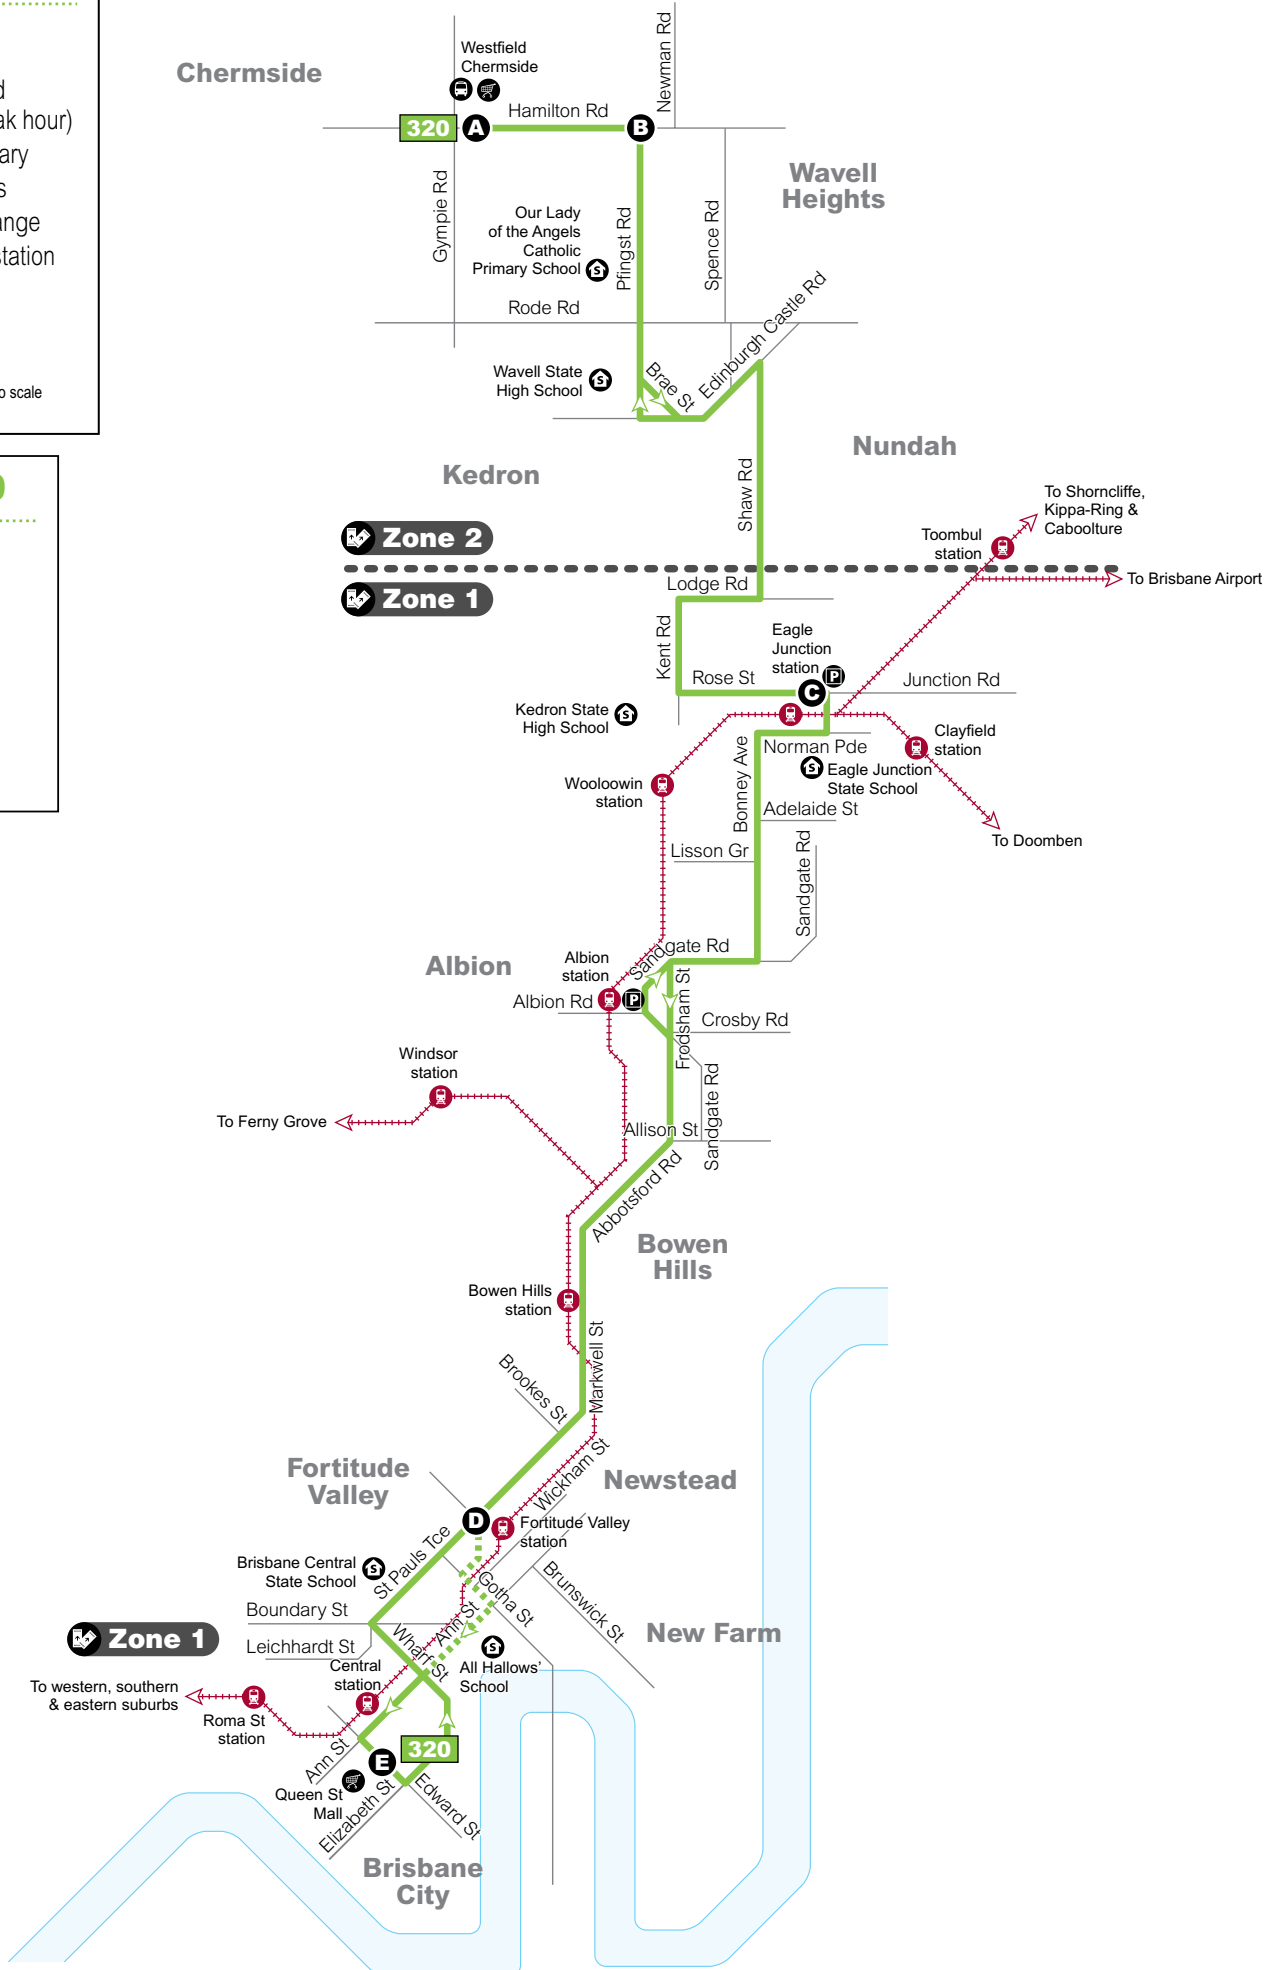 ak hour)
ary
ange
station
o scale
Chermside
Westfield
Chermside
Newman Rd
Hamilton Rd
320
A
B
Wavell
Heights
Gympie Rd
Our Lady
of the Angels
Catholic
Primary School
Pfingst Rd
Spence Rd
Rode Rd
Edinburgh Castle Rd
Wavell State
High School
Brae St
Nundah
Kedron
Shaw Rd
To Shorncliffe,
Kippa-Ring &
Caboolture
Toombul
station
Zone 2
Zone 1
To Brisbane Airport
Lodge Rd
Kent Rd
Eagle
Junction
station
P
Rose St
C
Junction Rd
Kedron State
High School
Clayfield
station
Norman Pde
Bonney Ave
Eagle Junction
State School
Wooloowin
station
Adelaide St
To Doomben
Lisson Gr
Sandgate Rd
Sandgate Rd
Albion
Albion
station
P
Albion Rd
Frodsham St
Crosby Rd
Windsor
station
Sandgate Rd
To Ferny Grove
Allison St
Abbotsford Rd
Bowen
Hills
Bowen Hills
station
Markwell St
Brookes St
Wickham St
Fortitude
Valley
Newstead
D
Fortitude Valley
station
St Pauls Tce
Brisbane Central
State School
Gotha St
Brunswick St
Boundary St
Ann St
Wharf St
New Farm
Zone 1
Leichhardt St
Central
station
All Hallows'
School
To western, southern
& eastern suburbs
Roma St
station
Ann St
E
320
Queen St
Mall
Elizabeth St
Edward St
Brisbane
City